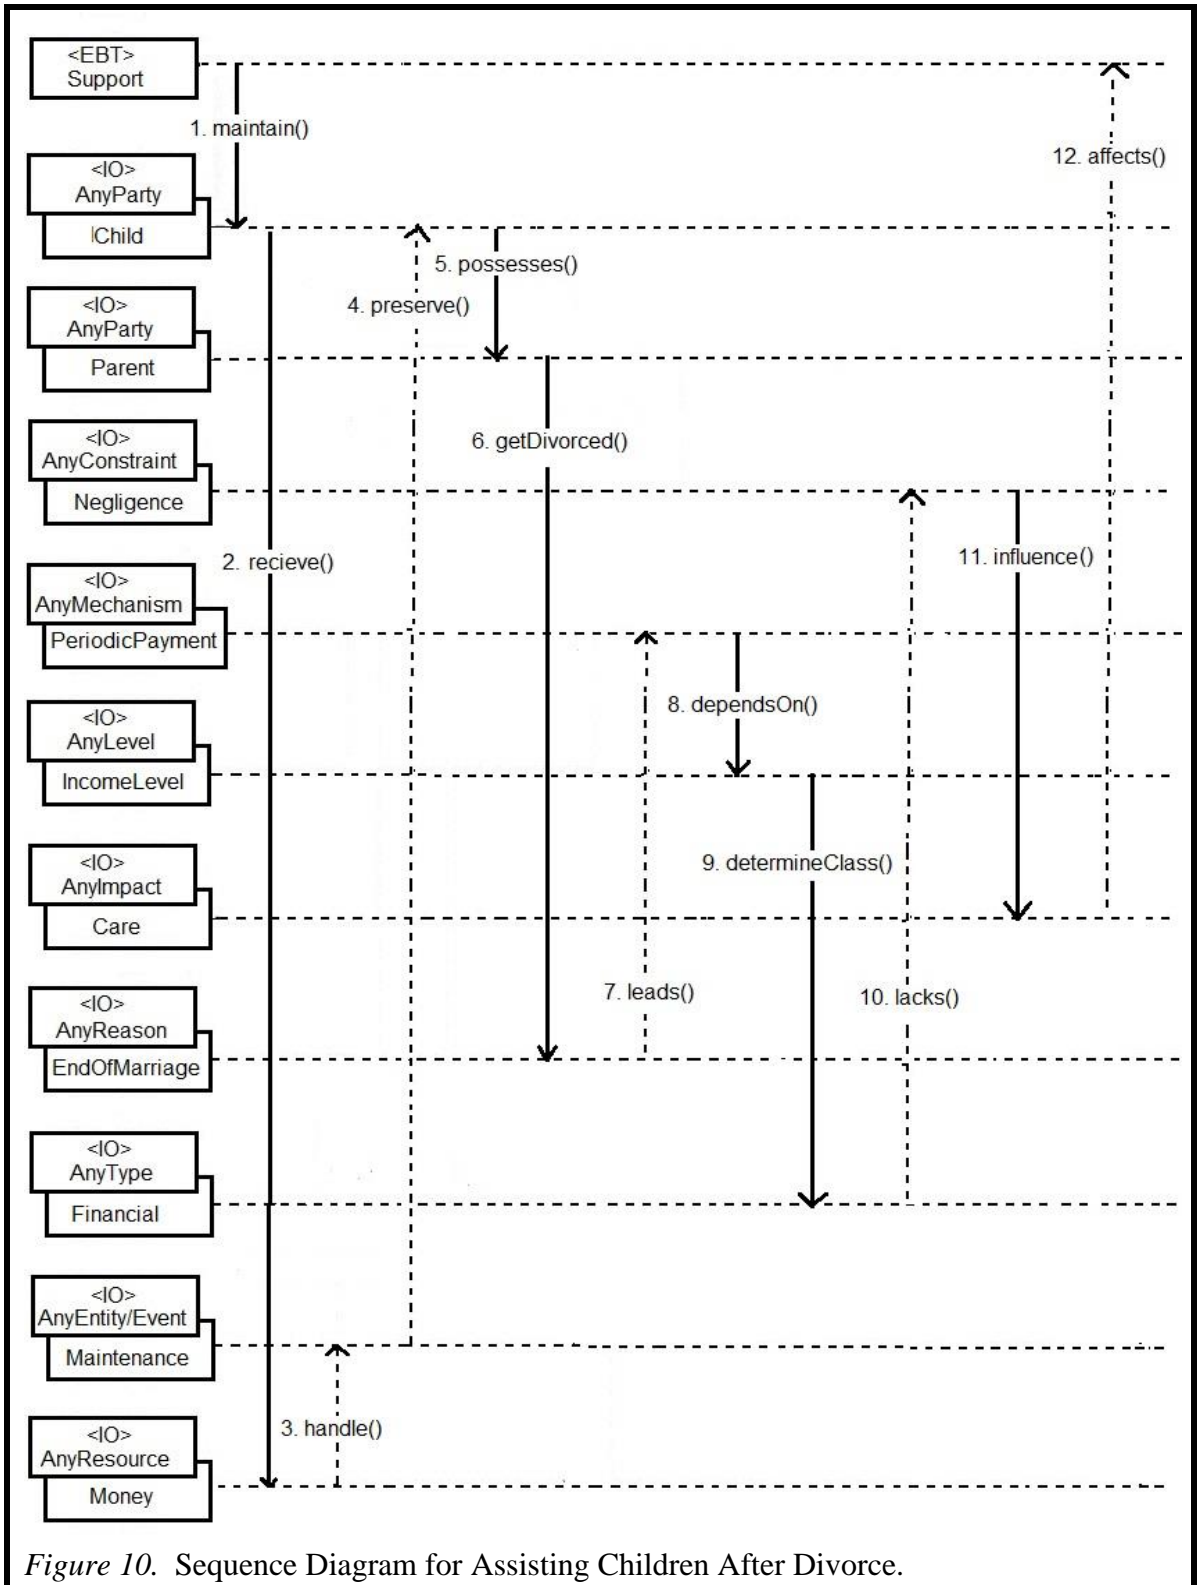 <EBT>
Support
1. maintain()
12. affects()
<IO>
AnyParty
Child
5. possesses()
4. preserve()
<IO>
AnyParty
Parent
6. getDivorced()
<IO>
AnyConstraint
Negligence
2. recieve()
11. influence()
<IO>
AnyMechanism
PeriodicPayment
8. dependsOn()
<IO>
AnyLevel
IncomeLevel
9. determineClass()
<IO>
AnyImpact
Care
7. leads()
10. lacks()
<IO>
AnyReason
EndOfMarriage
<IO>
AnyType
Financial
<IO>
AnyEntity/Event
Maintenance
3. handle()
<IO>
AnyResource
Money
Figure 10. Sequence Diagram for Assisting Children After Divorce.